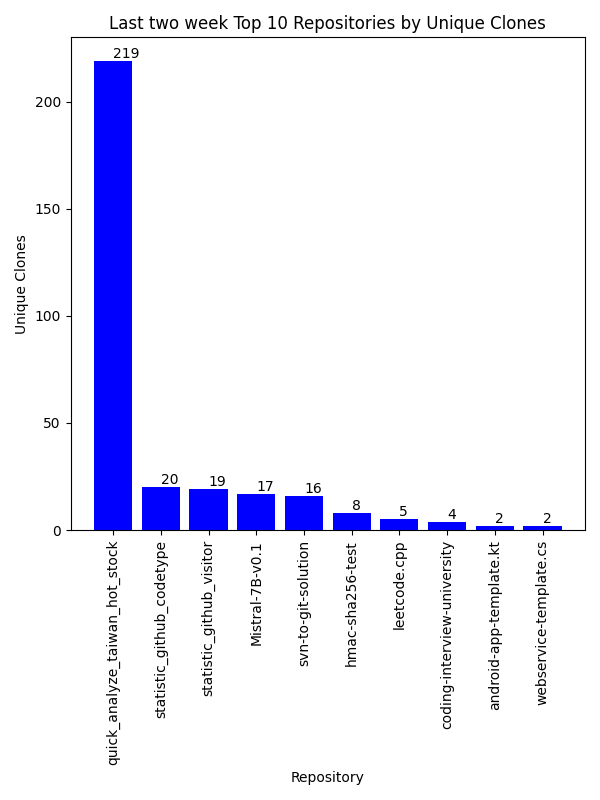 Last two week Top 10 Repositories by Unique Clones
Unique Clones
200
150
100
50
0
219
20
19
17
16
8
5
4
2
2
quick_analyze_taiwan_hot_stock
statistic_github_codetype
statistic_github_visitor
Mistral-7B-v0.1
svn-to-git-solution
hmac-sha256-test
leetcode.cpp
coding-interview-university
android-app-template.kt
webservice-template.cs
Repository